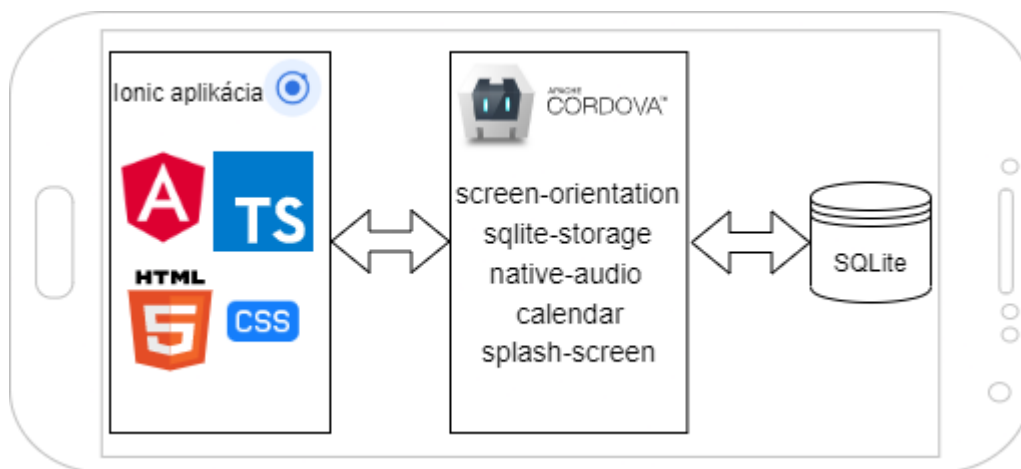 Ionic aplikácia
TS
HTML
5
CSS
APACHE
CORDOVA™
screen-orientation
sqlite-storage
native-audio
calendar
splash-screen
SQLite